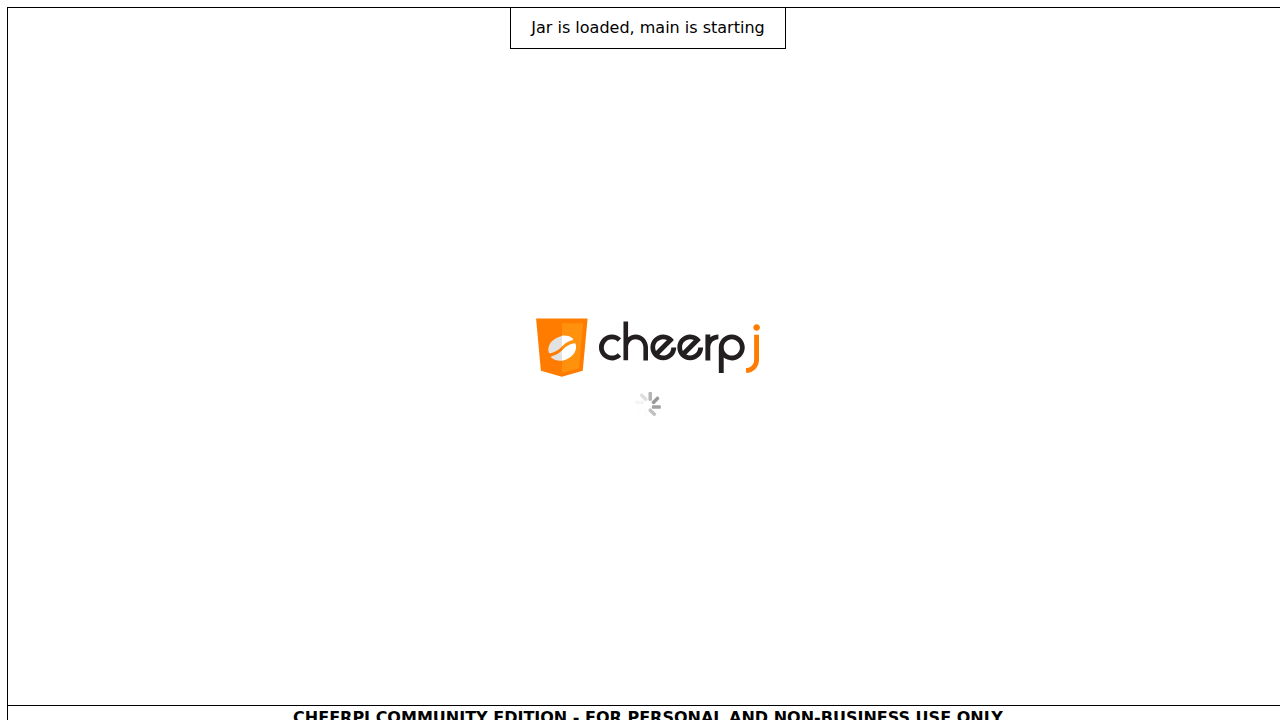 Jar is loaded, main is starting
cheerpj
CHEERPJ COMMUNITY EDITION - FOR PERSONAL AND NON-BUSINESS USE ONLY